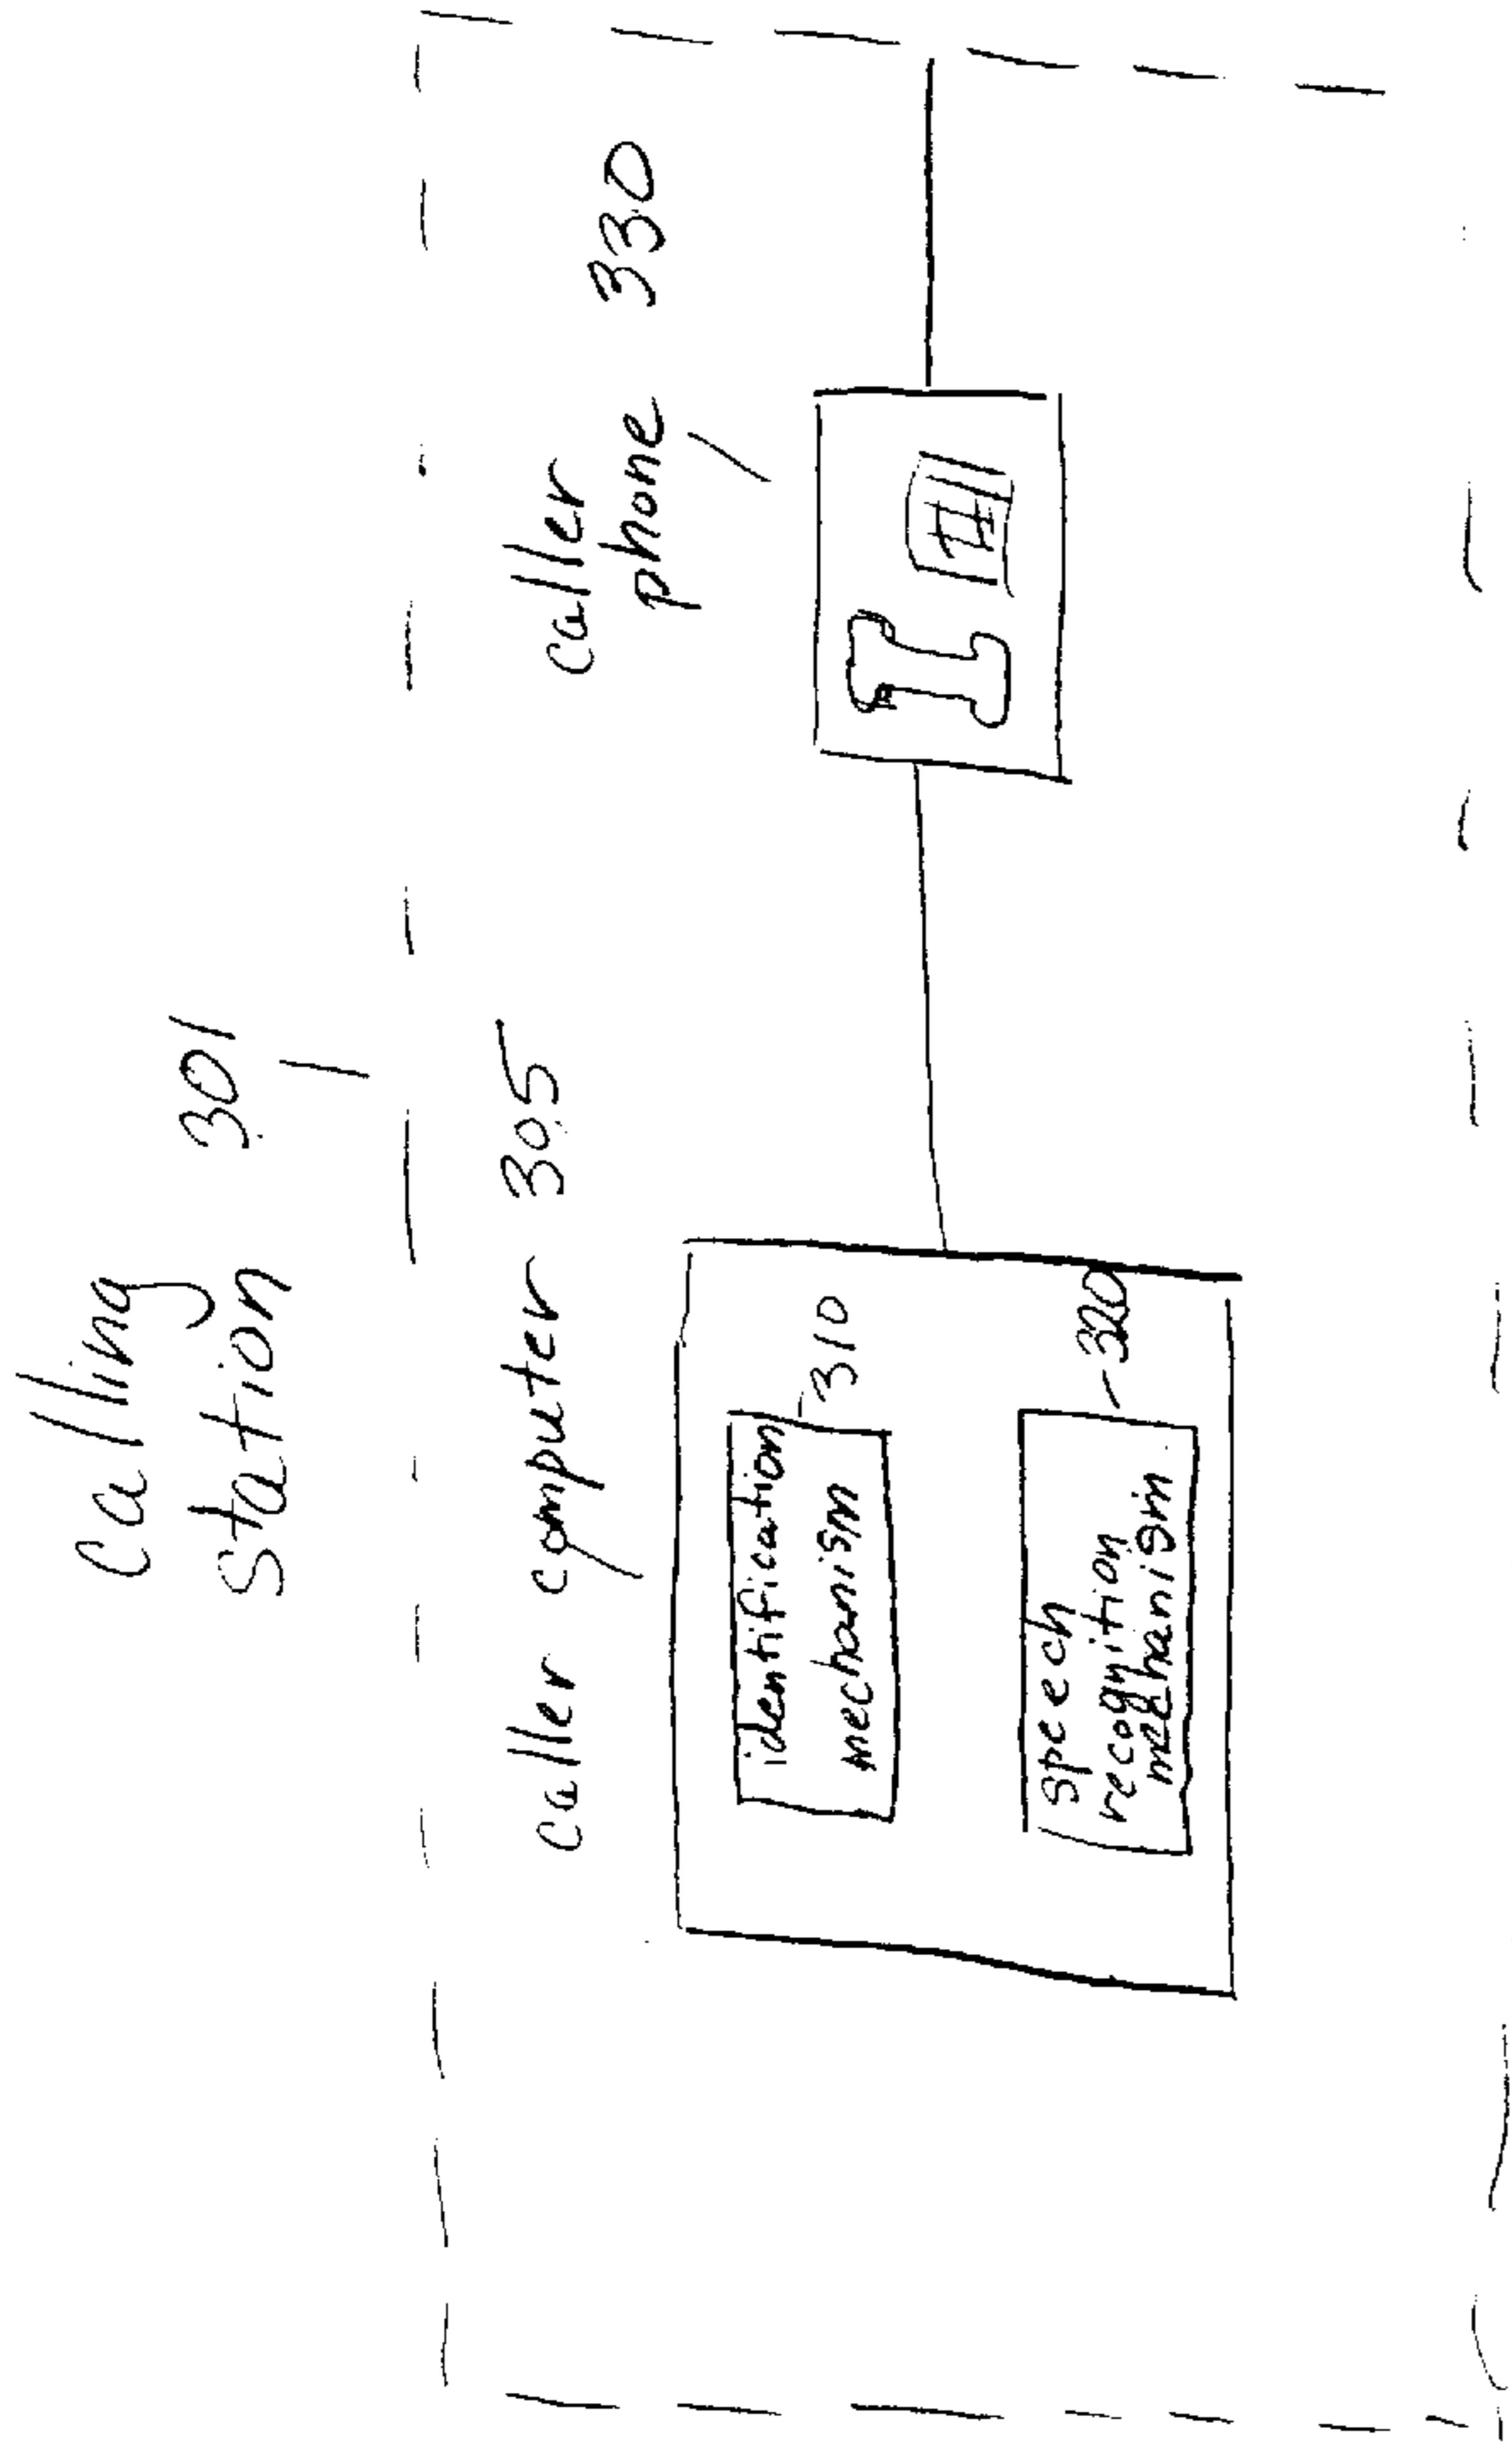 Calling
station 301
caller computer 305
identification
mechanism
310
speech
recognition
mechanism
320
caller
phone 330